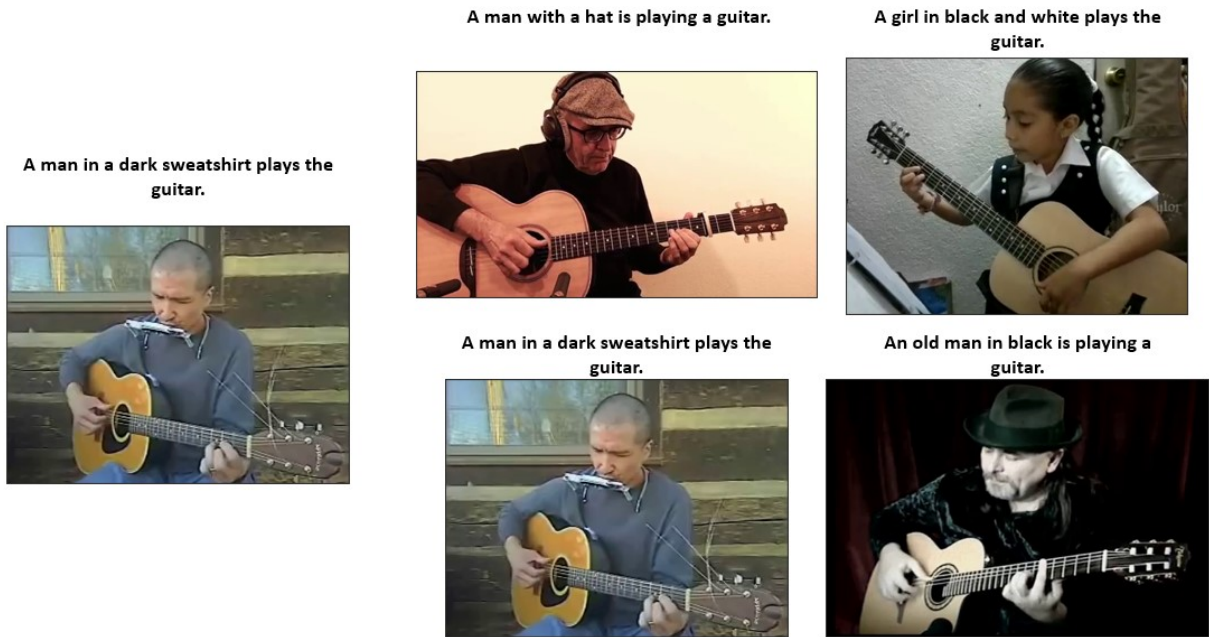 A man with a hat is playing a guitar.
A girl in black and white plays the
guitar.
A man in a dark sweatshirt plays the
guitar.
A man in a dark sweatshirt plays the
guitar.
An old man in black is playing a
guitar.